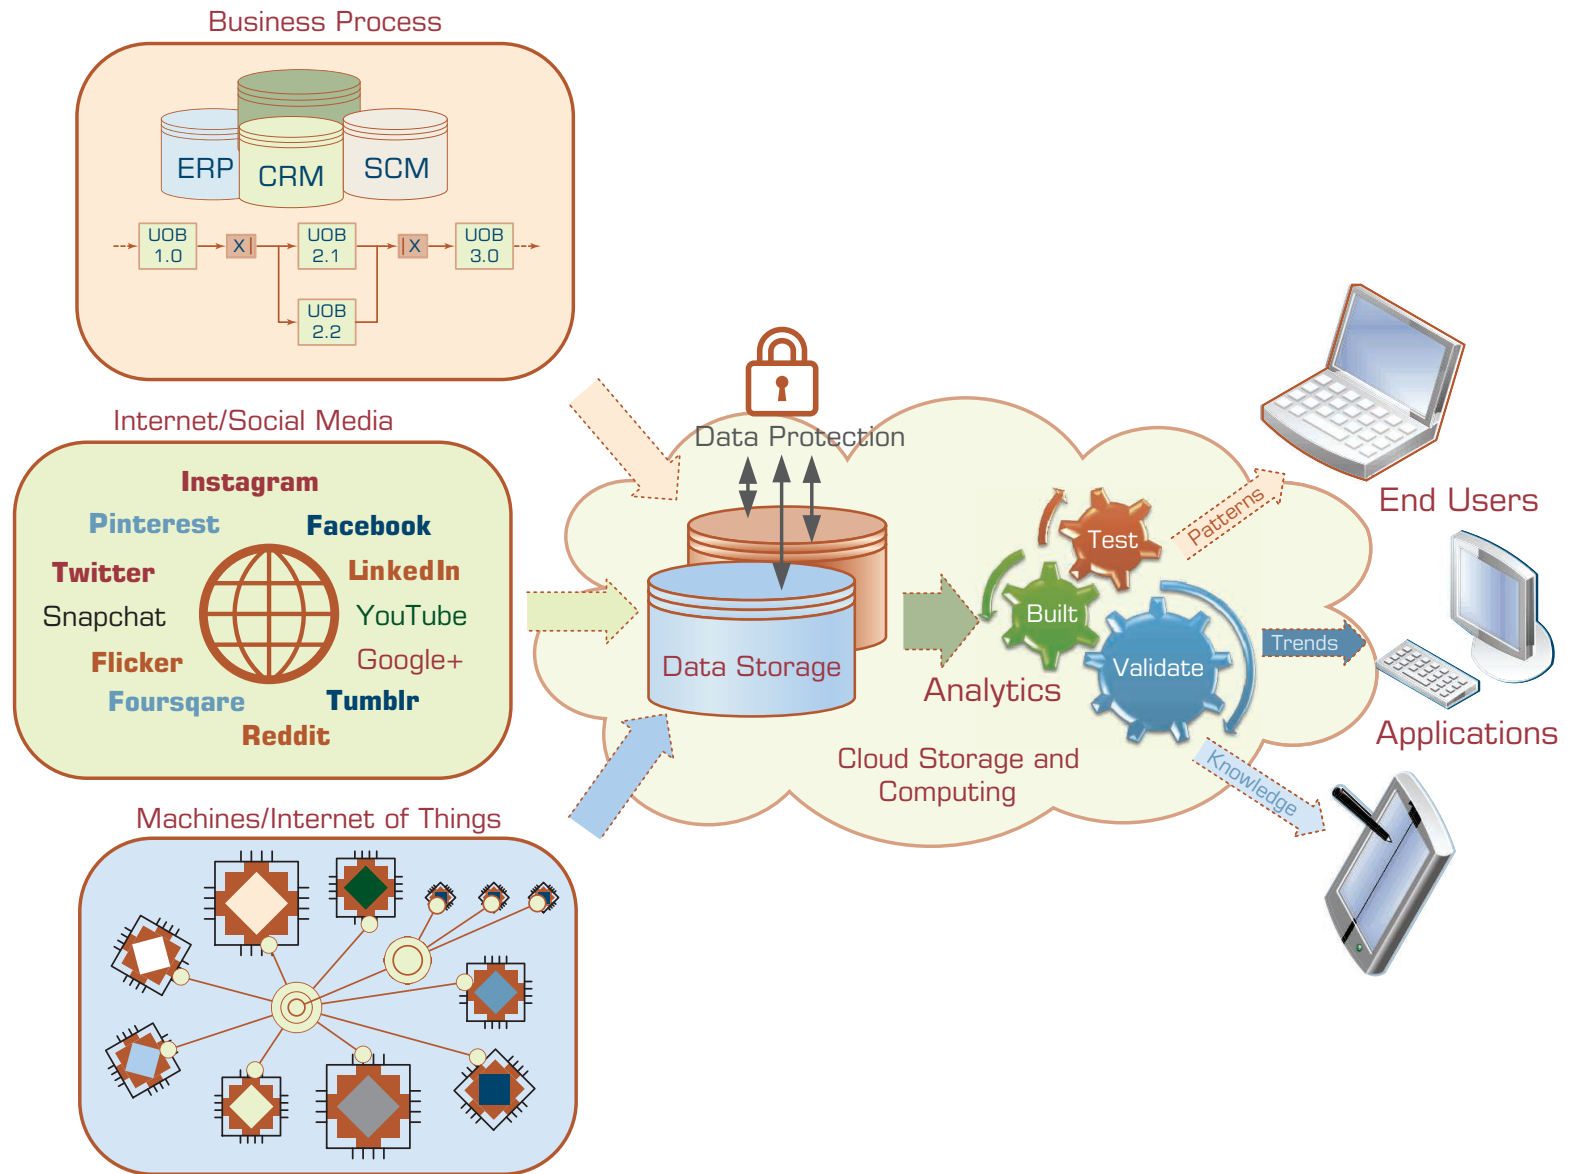 Business Process
ERP
CRM
SCM
UOB
1.0
X|
UOB
2.1
|X
UOB
3.0
UOB
2.2
Internet/Social Media
Instagram
Pinterest
Facebook
Twitter
LinkedIn
Snapchat
YouTube
Flicker
Google+
Foursqare
Tumblr
Reddit
Machines/Internet of Things
Data Protection
Data Storage
Analytics
Test
Built
Validate
Cloud Storage and
Computing
Patterns
Trends
Knowledge
End Users
Applications